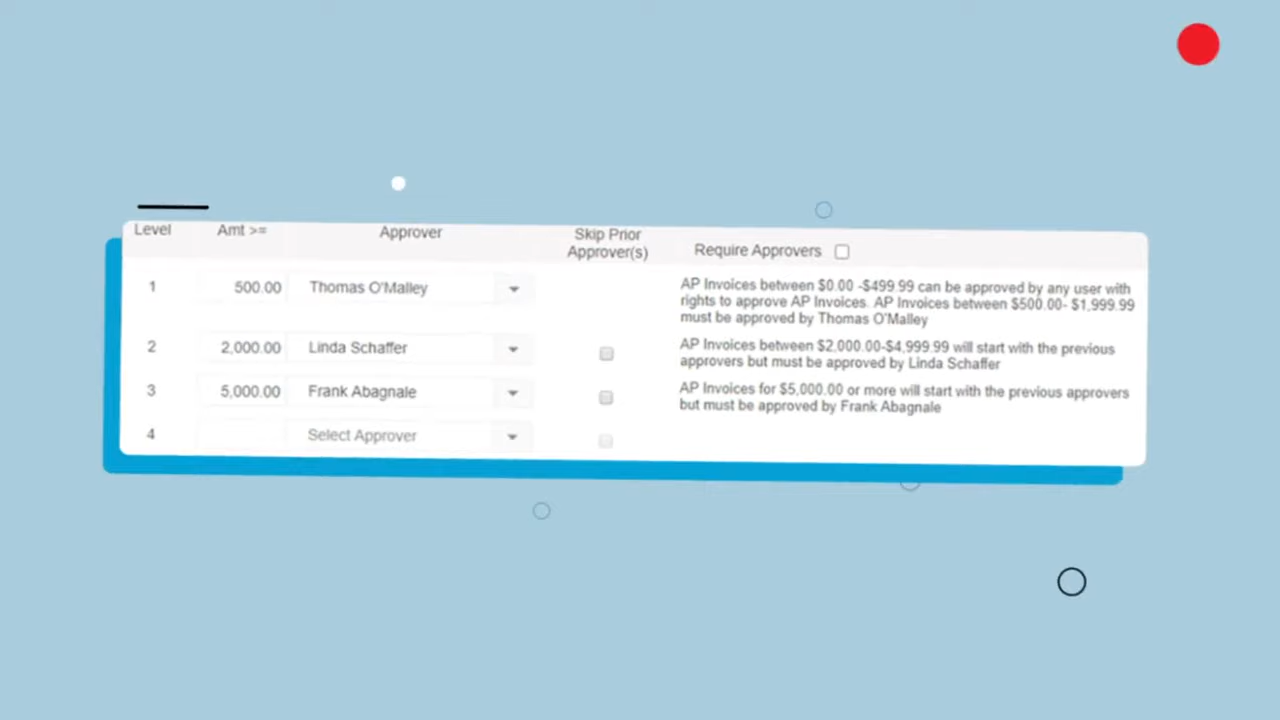 Level Amt >= Approver Skip Prior Approver(s) Require Approvers
1 500.00 Thomas O'Malley
AP Invoices between $0.00 -$499.99 can be approved by any user with
rights to approve AP Invoices. AP Invoices between $500.00- $1,999.99
must be approved by Thomas O'Malley
2 2,000.00 Linda Schaffer
AP Invoices between $2,000.00-$4,999.99 will start with the previous
approvers but must be approved by Linda Schaffer
3 5,000.00 Frank Abagnale
AP Invoices for $5,000.00 or more will start with the previous approvers
but must be approved by Frank Abagnale
4 Select Approver